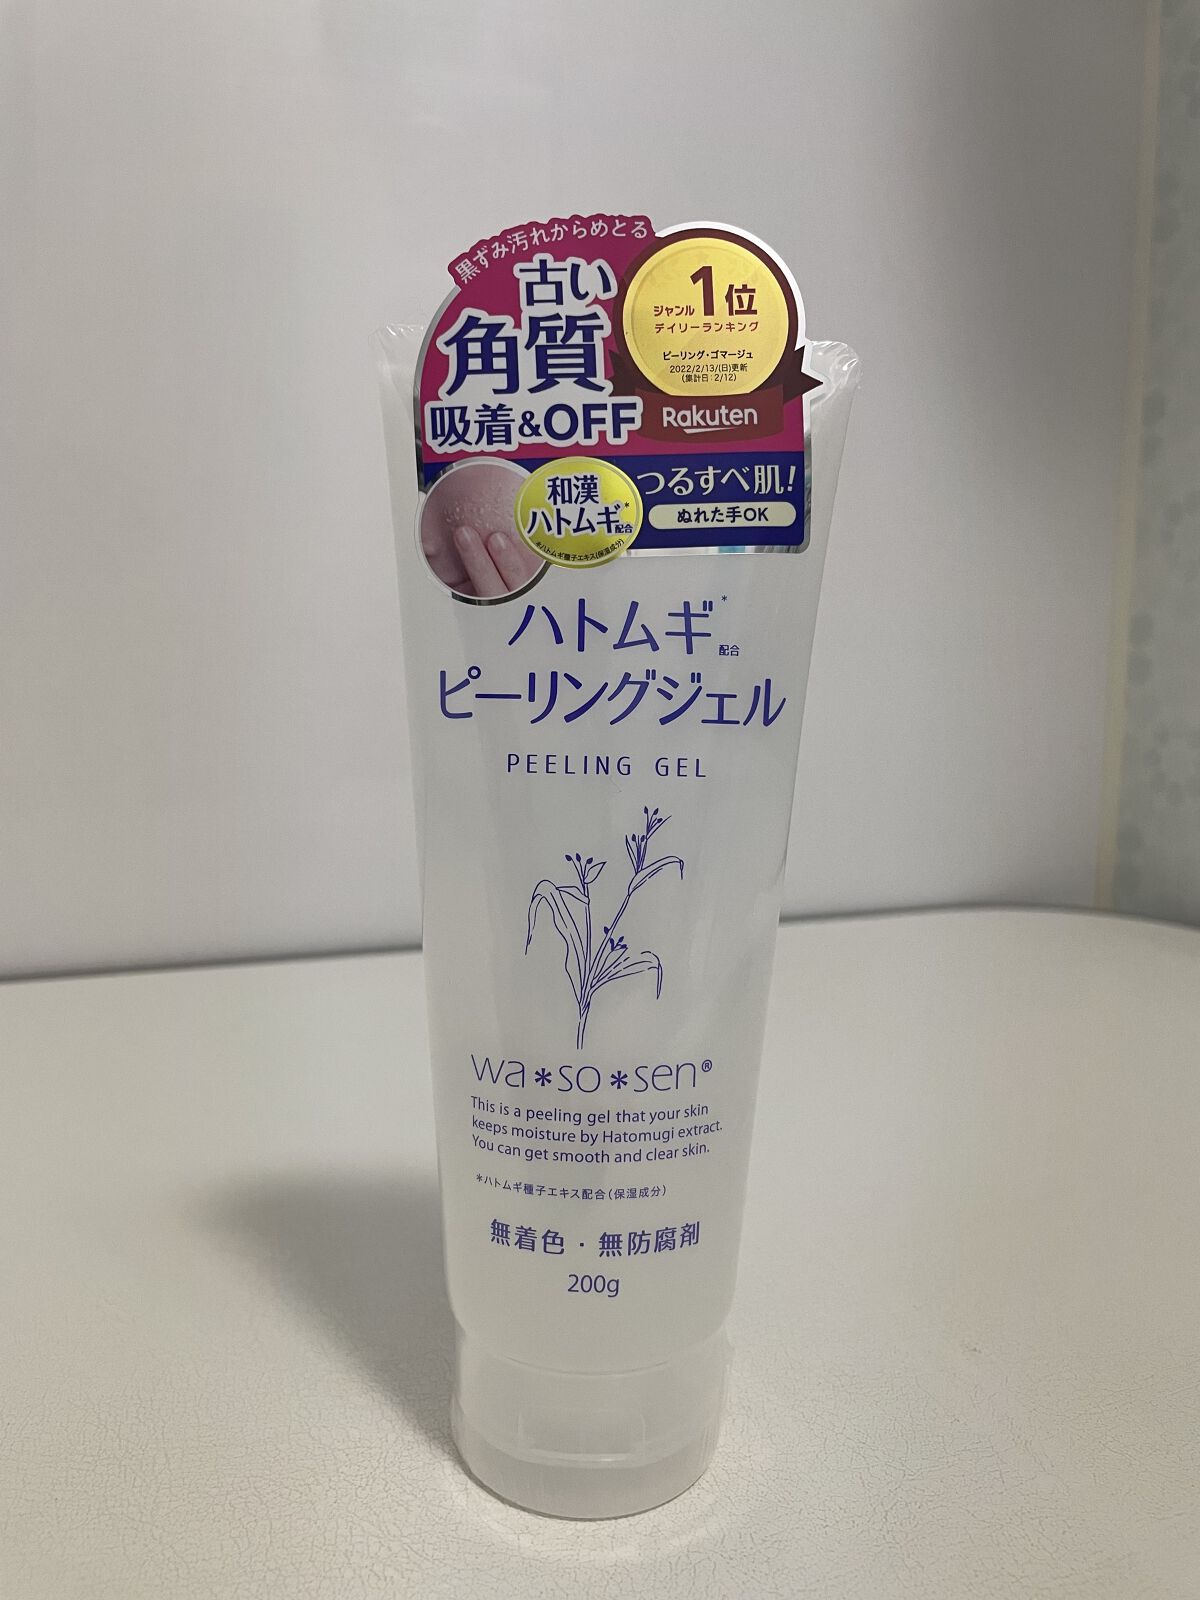 黒ずみ汚れからめとる
古い
角質
吸着&OFF
ジャンル1位
デイリーランキング
ピーリング・ゴマージュ
2022/2/13/(日)更新
(集計日:2/12)
Rakuten
和漢
ハトムギ*配合
*ハトムギ種子エキス(保湿成分)
つるすべ肌!
ぬれた手OK
ハトムギ*配合
ピーリングジェル
PEELING GEL
wa*so*sen®
This is a peeling gel that your skin
keeps moisture by Hatomugi extract.
You can get smooth and clear skin.
*ハトムギ種子エキス配合(保湿成分)
無着色・無防腐剤
200g